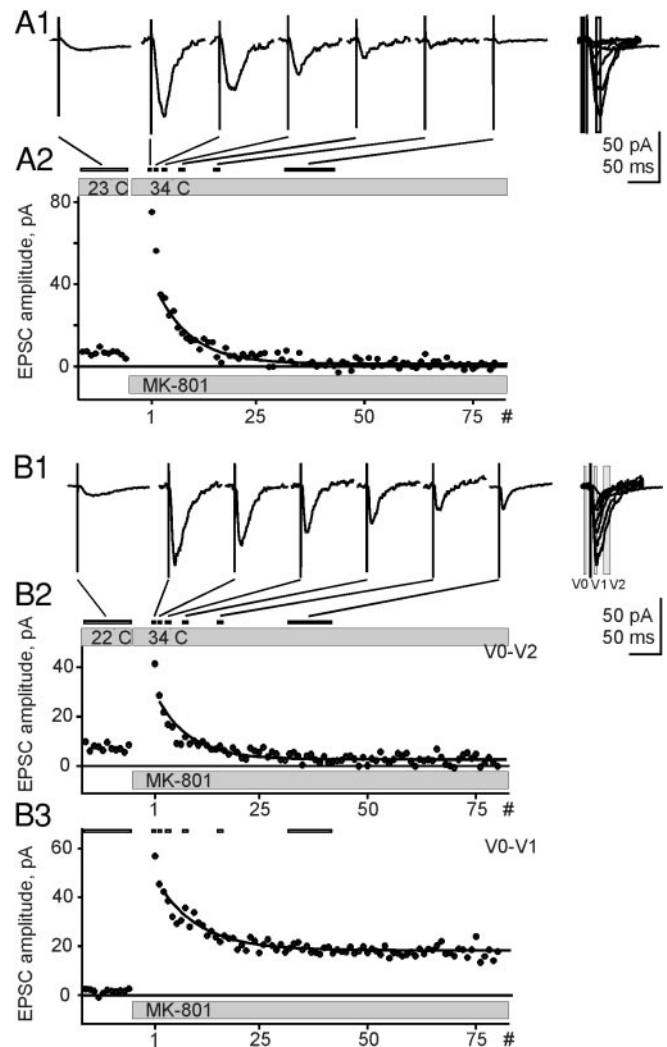 A1
50 pA
50 ms
A2
23 C 34 C
EPSC amplitude, pA
80
40
0
MK-801
1 25 50 75 #
B1
V0 V1 V2
50 pA
50 ms
B2
22 C 34 C
V0-V2
EPSC amplitude, pA
40
20
0
MK-801
1 25 50 75 #
B3
V0-V1
EPSC amplitude, pA
60
40
20
0
MK-801
1 25 50 75 #